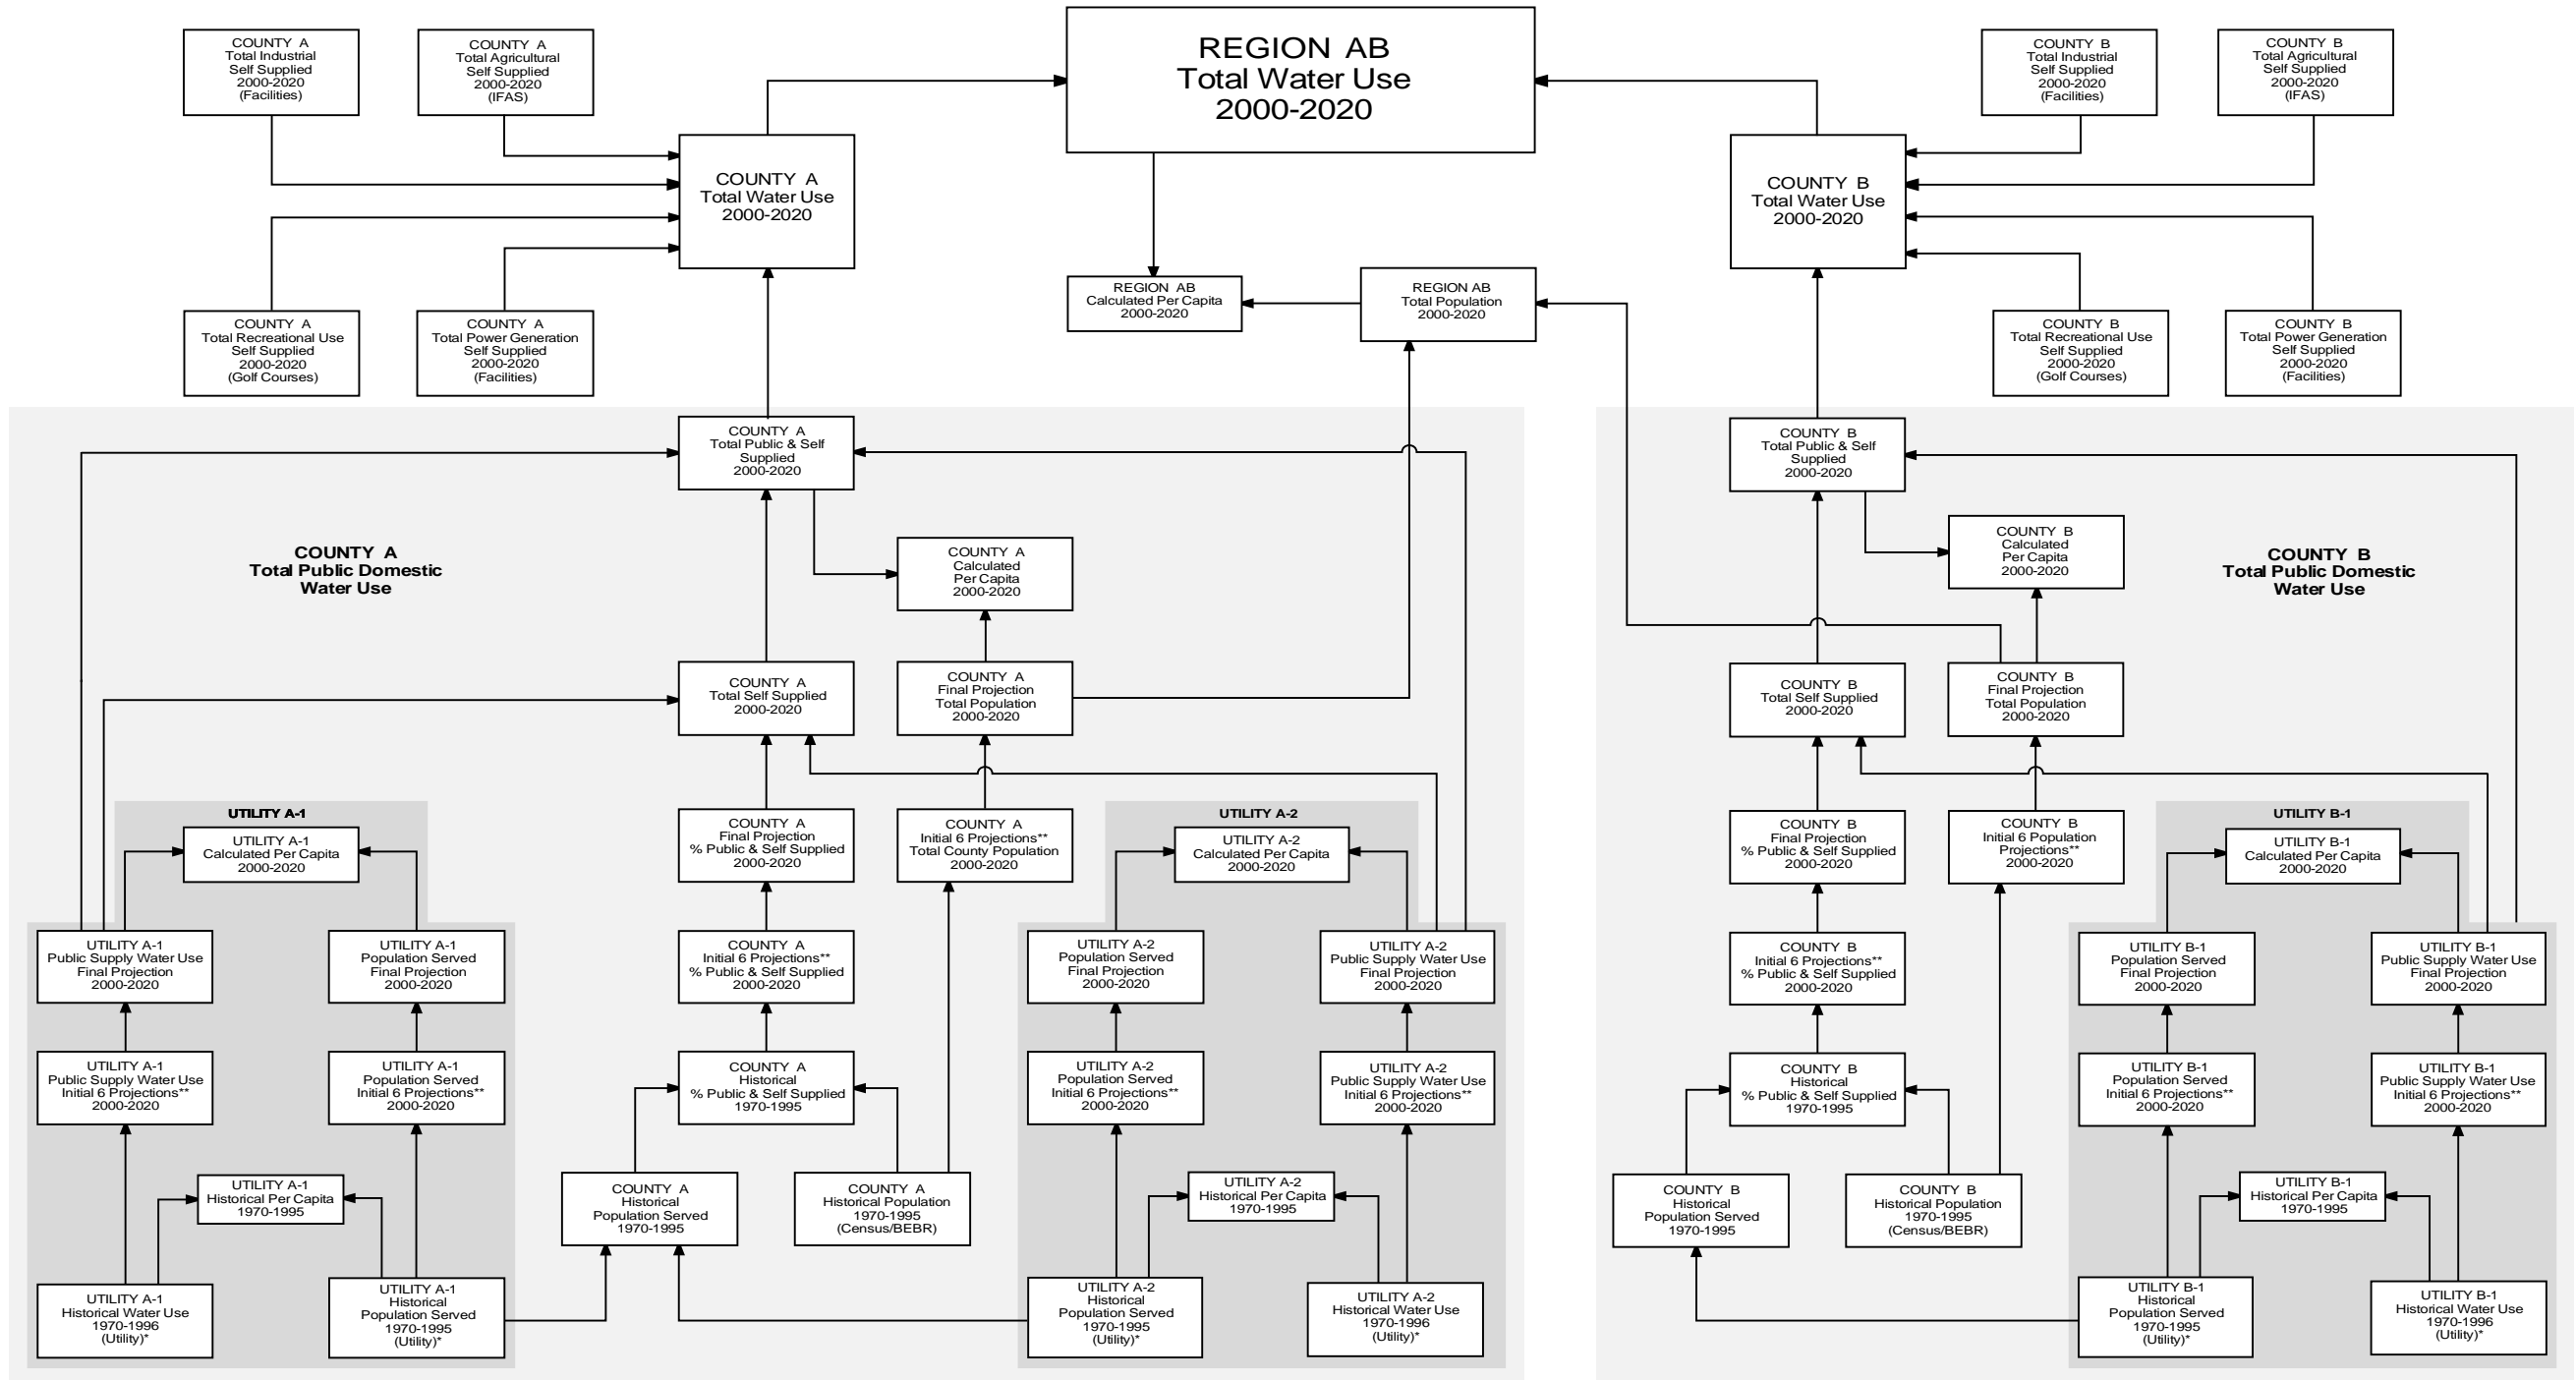 REGION AB
Total Water Use
2000-2020
COUNTY A
Total Industrial
Self Supplied
2000-2020
(Facilities)
COUNTY A
Total Agricultural
Self Supplied
2000-2020
(IFAS)
COUNTY B
Total Industrial
Self Supplied
2000-2020
(Facilities)
COUNTY B
Total Agricultural
Self Supplied
2000-2020
(IFAS)
COUNTY A
Total Water Use
2000-2020
COUNTY B
Total Water Use
2000-2020
REGION AB
Calculated Per Capita
2000-2020
REGION AB
Total Population
2000-2020
COUNTY A
Total Recreational Use
Self Supplied
2000-2020
(Golf Courses)
COUNTY A
Total Power Generation
Self Supplied
2000-2020
(Facilities)
COUNTY B
Total Recreational Use
Self Supplied
2000-2020
(Golf Courses)
COUNTY B
Total Power Generation
Self Supplied
2000-2020
(Facilities)
COUNTY A
Total Public & Self
Supplied
2000-2020
COUNTY B
Total Public & Self
Supplied
2000-2020
COUNTY A
Total Public Domestic
Water Use
COUNTY A
Calculated
Per Capita
2000-2020
COUNTY B
Calculated
Per Capita
2000-2020
COUNTY B
Total Public Domestic
Water Use
COUNTY A
Total Self Supplied
2000-2020
COUNTY A
Final Projection
Total Population
2000-2020
COUNTY B
Total Self Supplied
2000-2020
COUNTY B
Final Projection
Total Population
2000-2020
UTILITY A-1
UTILITY A-1
Calculated Per Capita
2000-2020
COUNTY A
Final Projection
% Public & Self Supplied
2000-2020
COUNTY A
Initial 6 Projections**
Total County Population
2000-2020
UTILITY A-2
UTILITY A-2
Calculated Per Capita
2000-2020
COUNTY B
Final Projection
% Public & Self Supplied
2000-2020
COUNTY B
Initial 6 Population
Projections**
2000-2020
UTILITY B-1
UTILITY B-1
Calculated Per Capita
2000-2020
UTILITY A-1
Public Supply Water Use
Final Projection
2000-2020
UTILITY A-1
Population Served
Final Projection
2000-2020
COUNTY A
Initial 6 Projections**
% Public & Self Supplied
2000-2020
UTILITY A-2
Population Served
Final Projection
2000-2020
UTILITY A-2
Public Supply Water Use
Final Projection
2000-2020
COUNTY B
Initial 6 Projections**
% Public & Self Supplied
2000-2020
UTILITY B-1
Population Served
Final Projection
2000-2020
UTILITY B-1
Public Supply Water Use
Final Projection
2000-2020
UTILITY A-1
Public Supply Water Use
Initial 6 Projections**
2000-2020
UTILITY A-1
Population Served
Initial 6 Projections**
2000-2020
COUNTY A
Historical
% Public & Self Supplied
1970-1995
UTILITY A-2
Population Served
Initial 6 Projections**
2000-2020
UTILITY A-2
Public Supply Water Use
Initial 6 Projections**
2000-2020
COUNTY B
Historical
% Public & Self Supplied
1970-1995
UTILITY B-1
Population Served
Initial 6 Projections**
2000-2020
UTILITY B-1
Public Supply Water Use
Initial 6 Projections**
2000-2020
UTILITY A-1
Historical Per Capita
1970-1995
COUNTY A
Historical
Population Served
1970-1995
COUNTY A
Historical Population
1970-1995
(Census/BEBR)
UTILITY A-2
Historical Per Capita
1970-1995
COUNTY B
Historical
Population Served
1970-1995
COUNTY B
Historical Population
1970-1995
(Census/BEBR)
UTILITY B-1
Historical Per Capita
1970-1995
UTILITY A-1
Historical Water Use
1970-1996
(Utility)*
UTILITY A-1
Historical
Population Served
1970-1995
(Utility)*
UTILITY A-2
Historical
Population Served
1970-1995
(Utility)*
UTILITY A-2
Historical Water Use
1970-1996
(Utility)*
UTILITY B-1
Historical
Population Served
1970-1995
(Utility)*
UTILITY B-1
Historical Water Use
1970-1996
(Utility)*